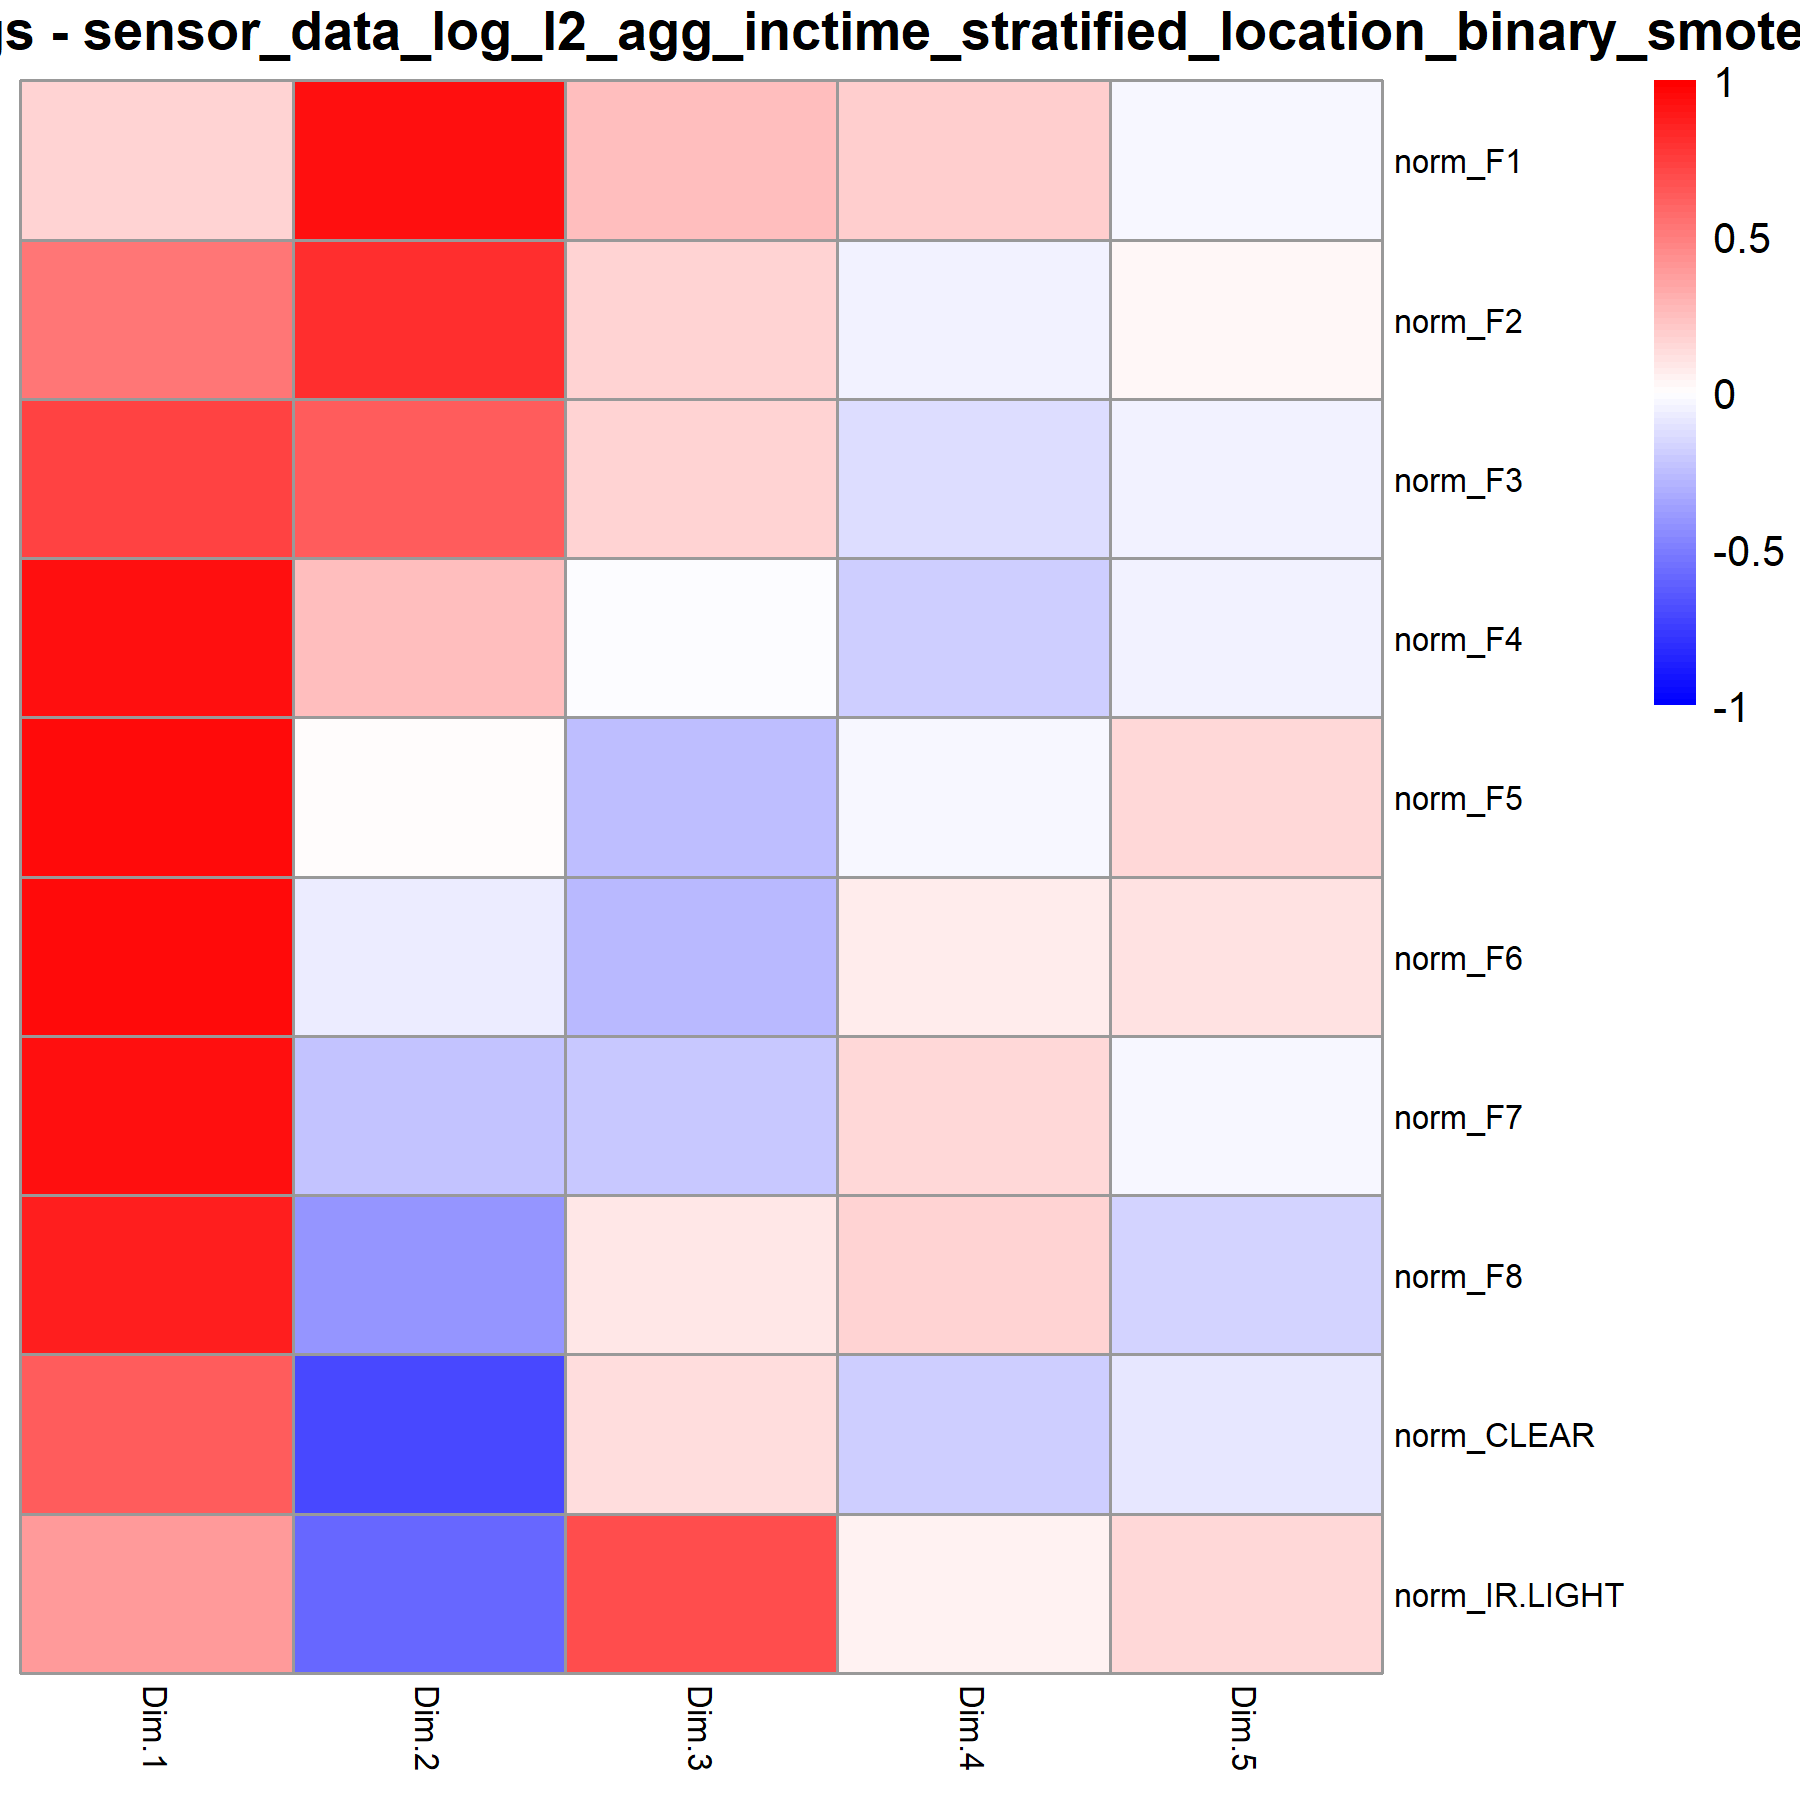 gs - sensor_data_log_l2_agg_inctime_stratified_location_binary_smote
1
0.5
0
-0.5
-1
norm_F1
norm_F2
norm_F3
norm_F4
norm_F5
norm_F6
norm_F7
norm_F8
norm_CLEAR
norm_IR.LIGHT
Dim.1
Dim.2
Dim.3
Dim.4
Dim.5